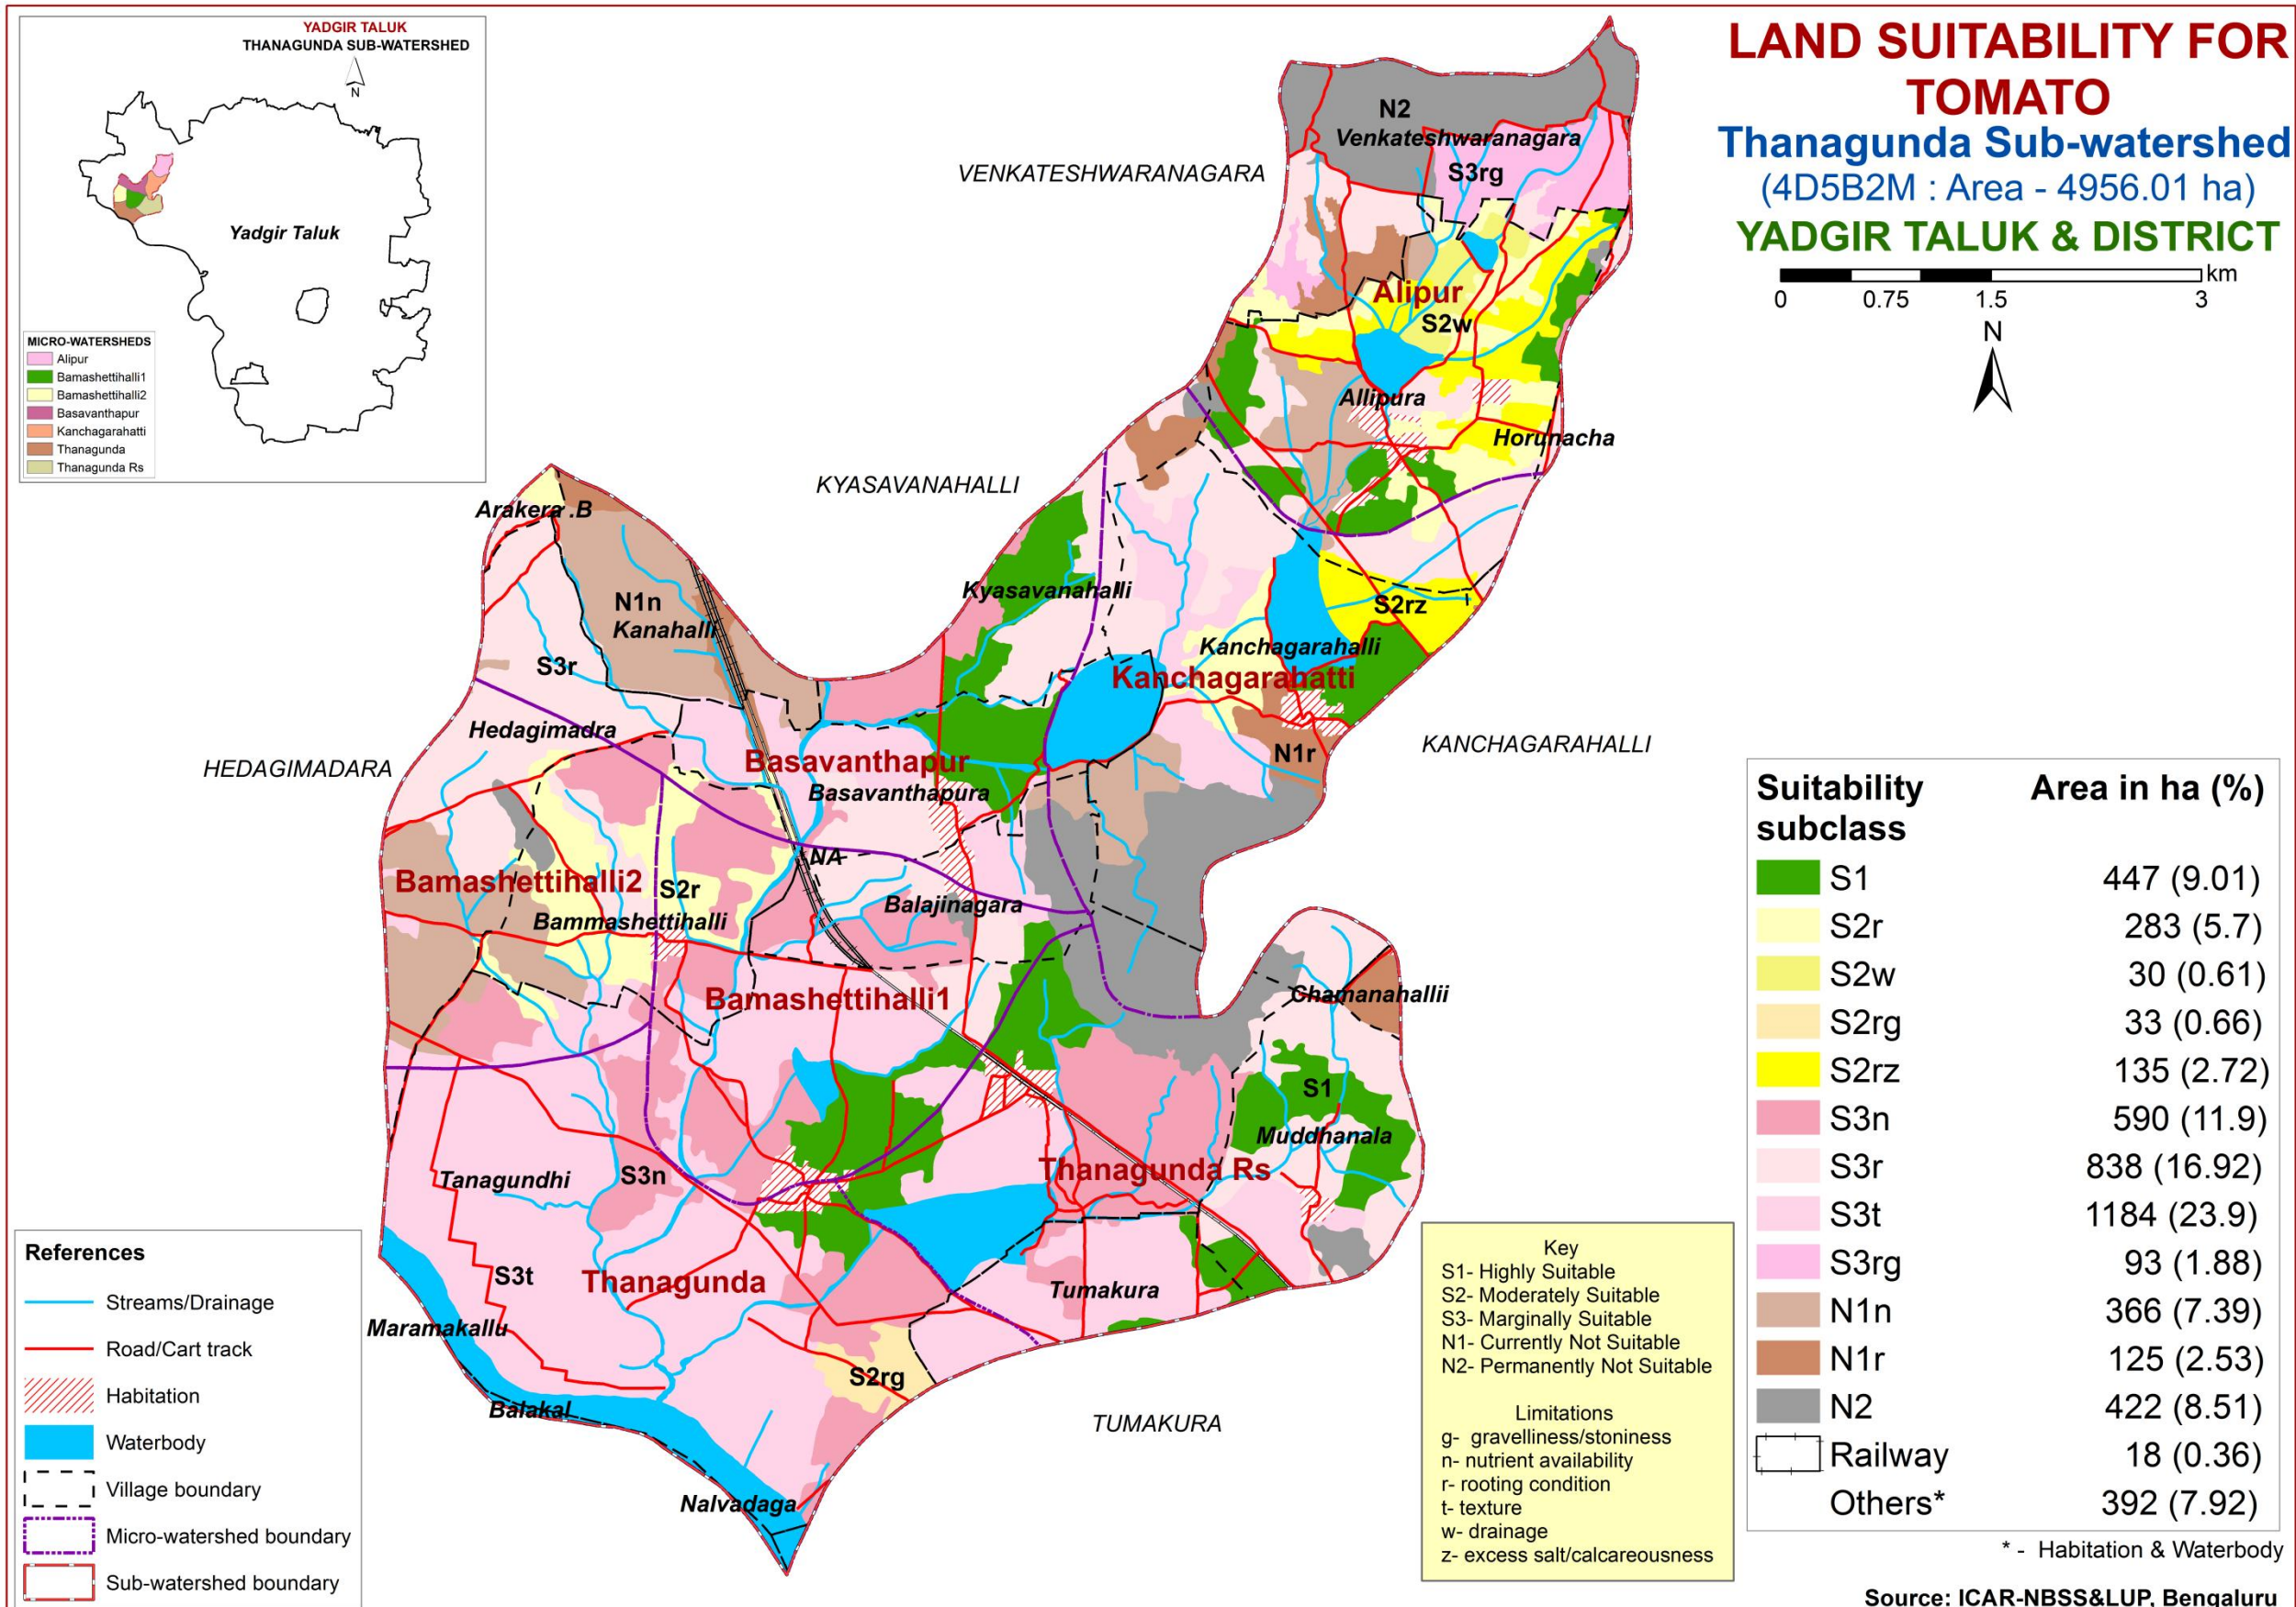 YADGIR TALUK
THANAGUNDA SUB-WATERSHED
N
Yadgir Taluk
MICRO-WATERSHEDS
Alipur
Bamashettihalli1
Bamashettihalli2
Basavanthapur
Kanchagarahatti
Thanagunda
Thanagunda Rs
LAND SUITABILITY FOR
TOMATO
Thanagunda Sub-watershed
(4D5B2M : Area - 4956.01 ha)
YADGIR TALUK & DISTRICT
km
0 0.75 1.5 3
N
N2
Venkateshwaranagara
VENKATESHWARANAGARA
S3rg
Alipur
S2w
Allipura
Horunacha
KYASAVANAHALLI
Arakera .B
Kyasavanahalli
N1n
Kanahalli
S2rz
S3r
Kanchagarahalli
Kanchagarahatti
Hedagimadra
HEDAGIMADARA
Basavanthapur
Basavanthapura
N1r
KANCHAGARAHALLI
NA
Bamashettihalli2
S2r
Bammashettihalli
Balajinagara
Bamashettihalli1
Chamanahallii
S1
Muddhanala
Thanagunda Rs
Tanagundhi
S3n
S3t
Thanagunda
Tumakura
Maramakallu
S2rg
Balakal
TUMAKURA
Nalvadaga
References
Streams/Drainage
Road/Cart track
Habitation
Waterbody
Village boundary
Micro-watershed boundary
Sub-watershed boundary
Key
S1- Highly Suitable
S2- Moderately Suitable
S3- Marginally Suitable
N1- Currently Not Suitable
N2- Permanently Not Suitable
Limitations
g- gravelliness/stoniness
n- nutrient availability
r- rooting condition
t- texture
w- drainage
z- excess salt/calcareousness
Suitability subclass Area in ha (%)
S1 447 (9.01)
S2r 283 (5.7)
S2w 30 (0.61)
S2rg 33 (0.66)
S2rz 135 (2.72)
S3n 590 (11.9)
S3r 838 (16.92)
S3t 1184 (23.9)
S3rg 93 (1.88)
N1n 366 (7.39)
N1r 125 (2.53)
N2 422 (8.51)
Railway 18 (0.36)
Others* 392 (7.92)
* - Habitation & Waterbody
Source: ICAR-NBSS&LUP, Bengaluru